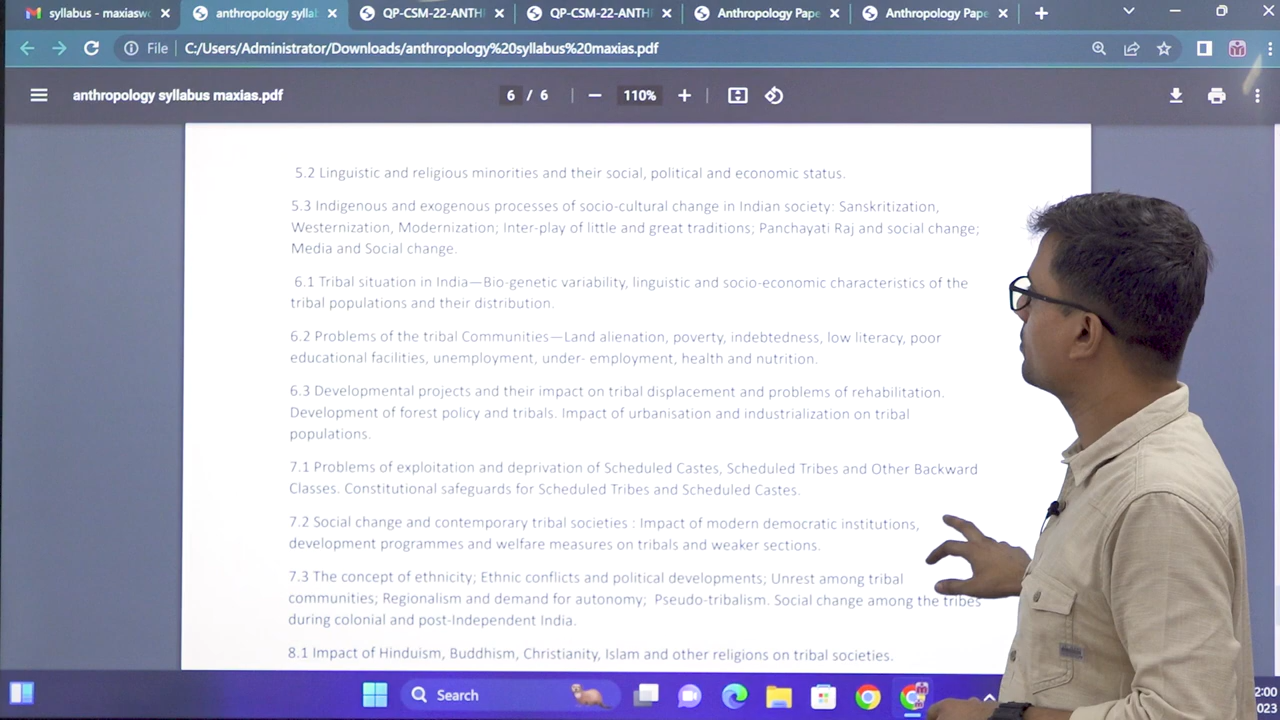 syllabus - maxiasw
anthropology syllab
QP-CSM-22-ANTH
QP-CSM-22-ANTH
Anthropology Pape
Anthropology Pape
File
C:/Users/Administrator/Downloads/anthropology%20syllabus%20maxias.pdf
anthropology syllabus maxias.pdf
6 / 6
110%
5.2 Linguistic and religious minorities and their social, political and economic status.
5.3 Indigenous and exogenous processes of socio-cultural change in Indian society: Sanskritization,
Westernization, Modernization; Inter-play of little and great traditions; Panchayati Raj and social change;
Media and Social change.
6.1 Tribal situation in India—Bio-genetic variability, linguistic and socio-economic characteristics of the
tribal populations and their distribution.
6.2 Problems of the tribal Communities—Land alienation, poverty, indebtedness, low literacy, poor
educational facilities, unemployment, under- employment, health and nutrition.
6.3 Developmental projects and their impact on tribal displacement and problems of rehabilitation.
Development of forest policy and tribals. Impact of urbanisation and industrialization on tribal
populations.
7.1 Problems of exploitation and deprivation of Scheduled Castes, Scheduled Tribes and Other Backward
Classes. Constitutional safeguards for Scheduled Tribes and Scheduled Castes.
7.2 Social change and contemporary tribal societies : Impact of modern democratic institutions,
development programmes and welfare measures on tribals and weaker sections.
7.3 The concept of ethnicity; Ethnic conflicts and political developments; Unrest among tribal
communities; Regionalism and demand for autonomy; Pseudo-tribalism. Social change among the tribes
during colonial and post-Independent India.
8.1 Impact of Hinduism, Buddhism, Christianity, Islam and other religions on tribal societies.
Search
2:00
023